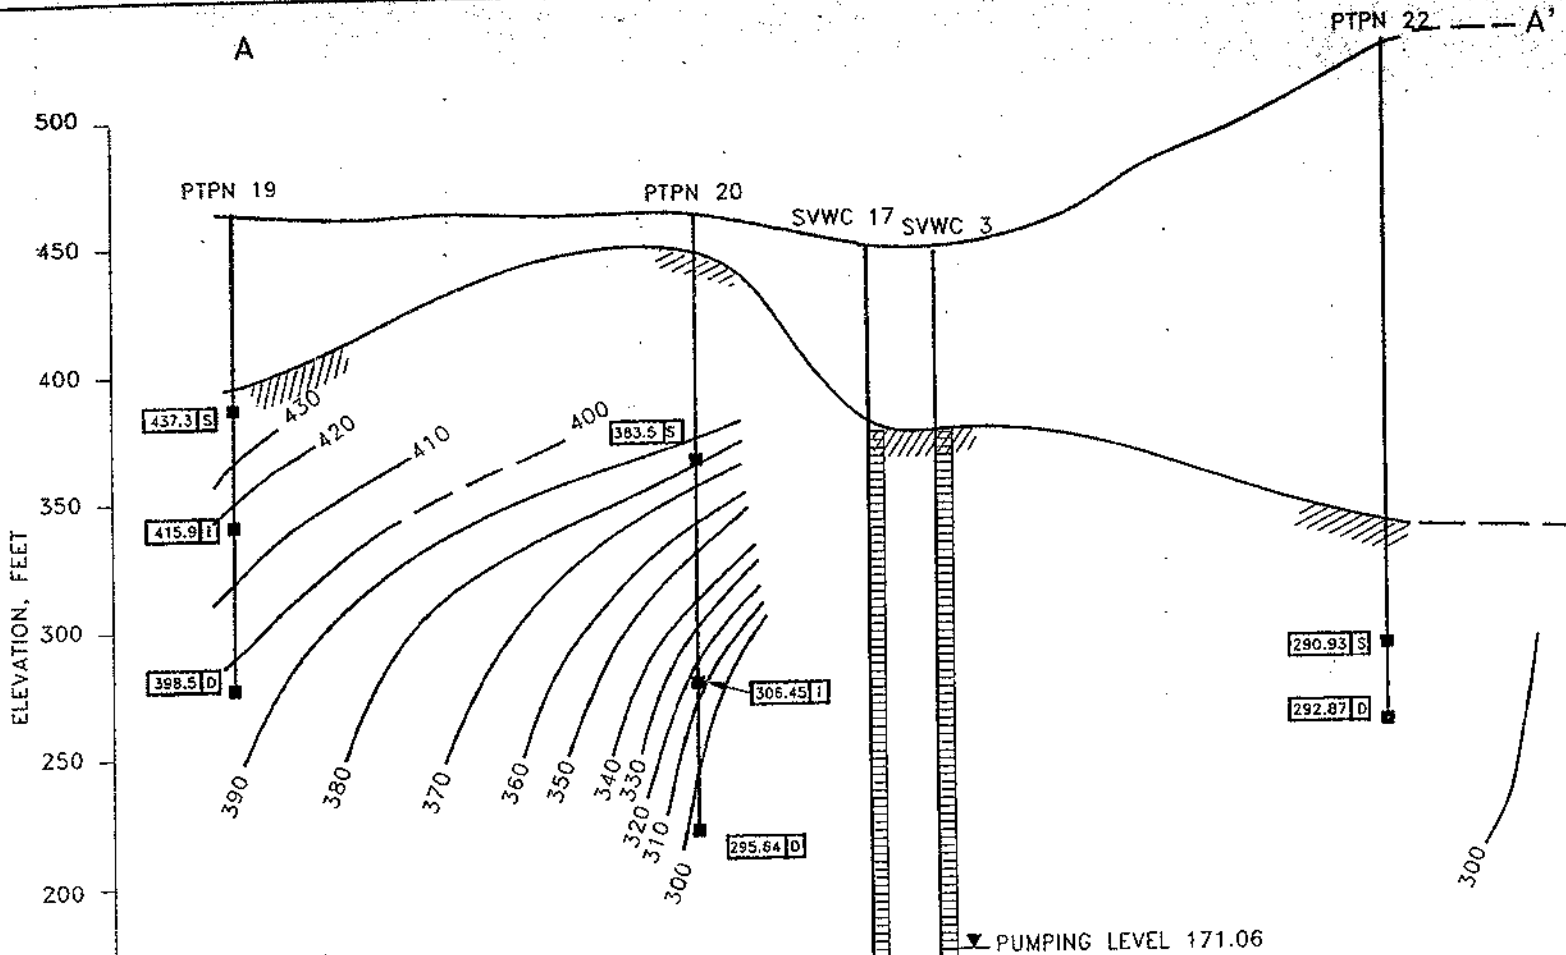 A
PTPN 22
A'
500
PTPN 19
PTPN 20
SVWC 17
SVWC 3
450
400
437.3 S
430
420
410
400
383.5 S
350
415.9 I
ELEVATION, FEET
300
290.93 S
398.5 D
306.45 I
292.87 D
250
390
380
370
360
350
340
330
320
310
300
295.64 D
300
200
PUMPING LEVEL 171.06